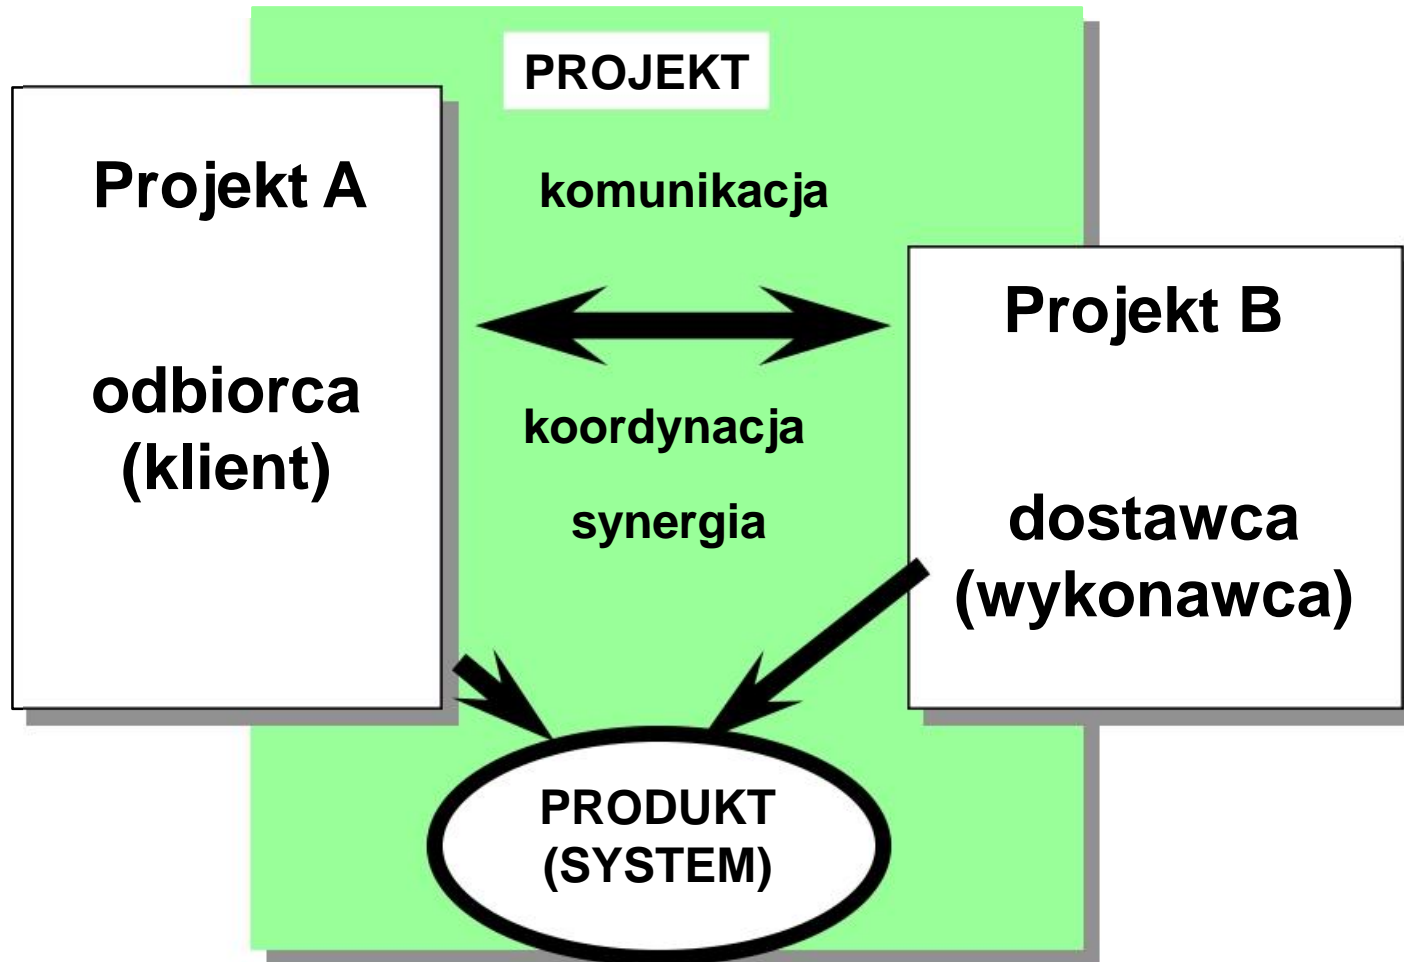 PROJEKT
Projekt A
odbiorca
(klient)
komunikacja
koordynacja
synergia
Projekt B
dostawca
(wykonawca)
PRODUKT
(SYSTEM)